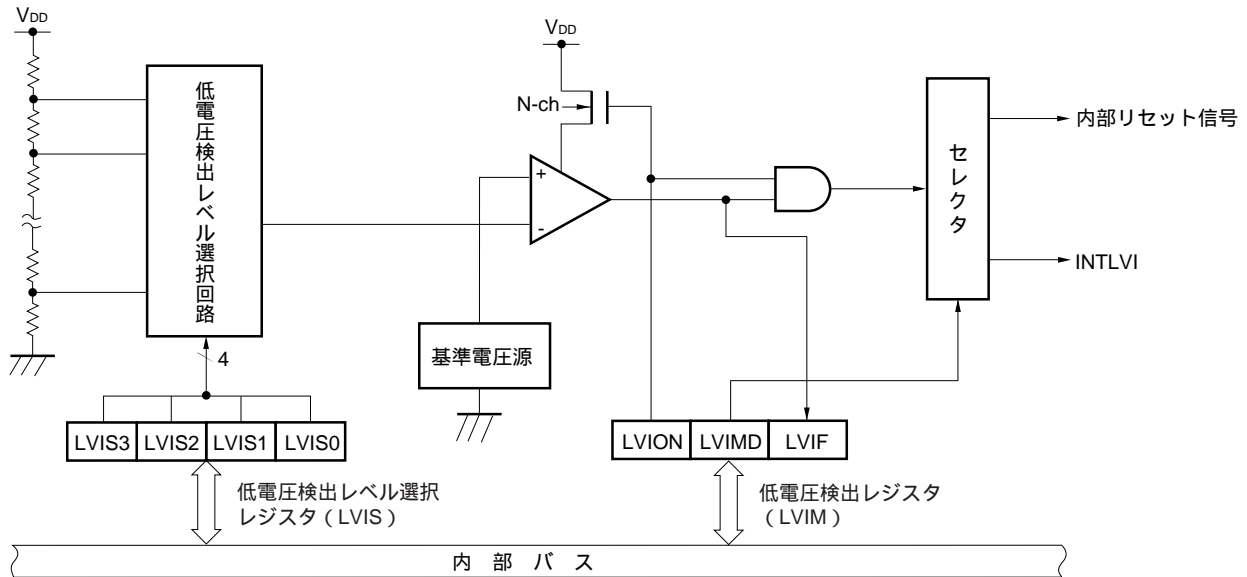 VDD
低電圧検出レベル選択回路
4
LVIS3 LVIS2 LVIS1 LVIS0
低電圧検出レベル選択
レジスタ(LVIS)
VDD
N-ch
+
-
基準電圧源
LVION LVIMD LVIF
低電圧検出レジスタ
(LVIM)
セレクタ
内部リセット信号
INTLVI
内部バス